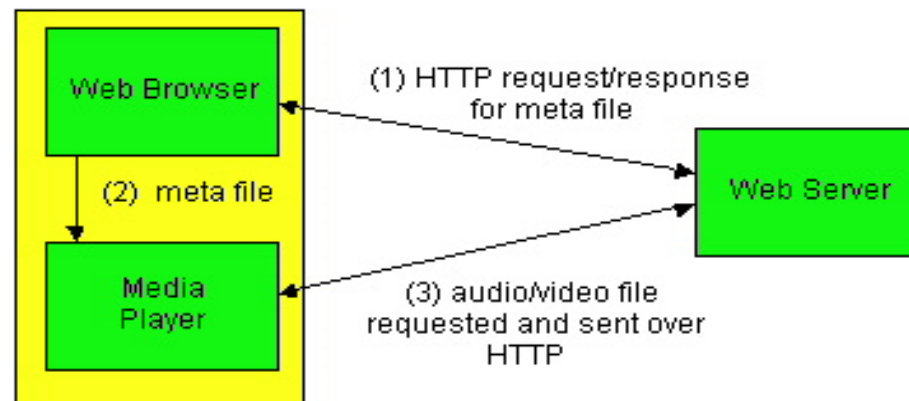 Web Browser
(1) HTTP request/response
for meta file
(2) meta file
Web Server
Media
Player
(3) audio/video file
requested and sent over
HTTP